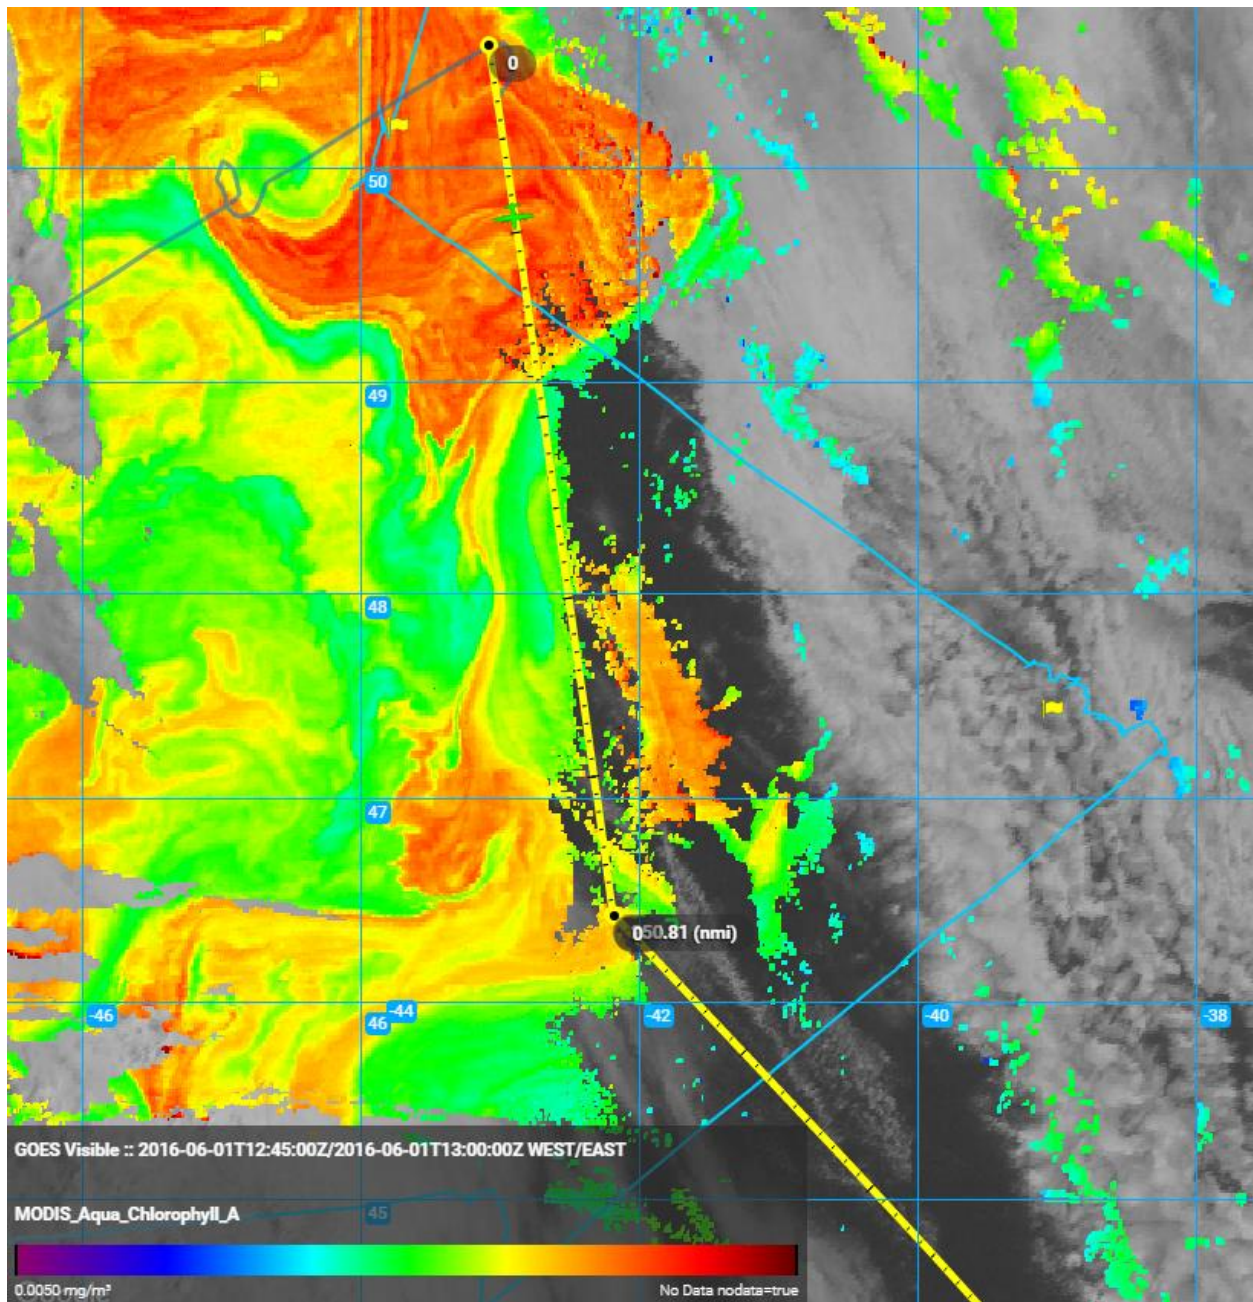 0
50
49
48
47
050.81 (nmi)
-46
46
-44
-42
-40
-38
GOES Visible :: 2016-06-01T12:45:00Z/2016-06-01T13:00:00Z WEST/EAST
MODIS_Aqua_Chlorophyll_A
45
0.0050 mg/m³
No Data nodata=true